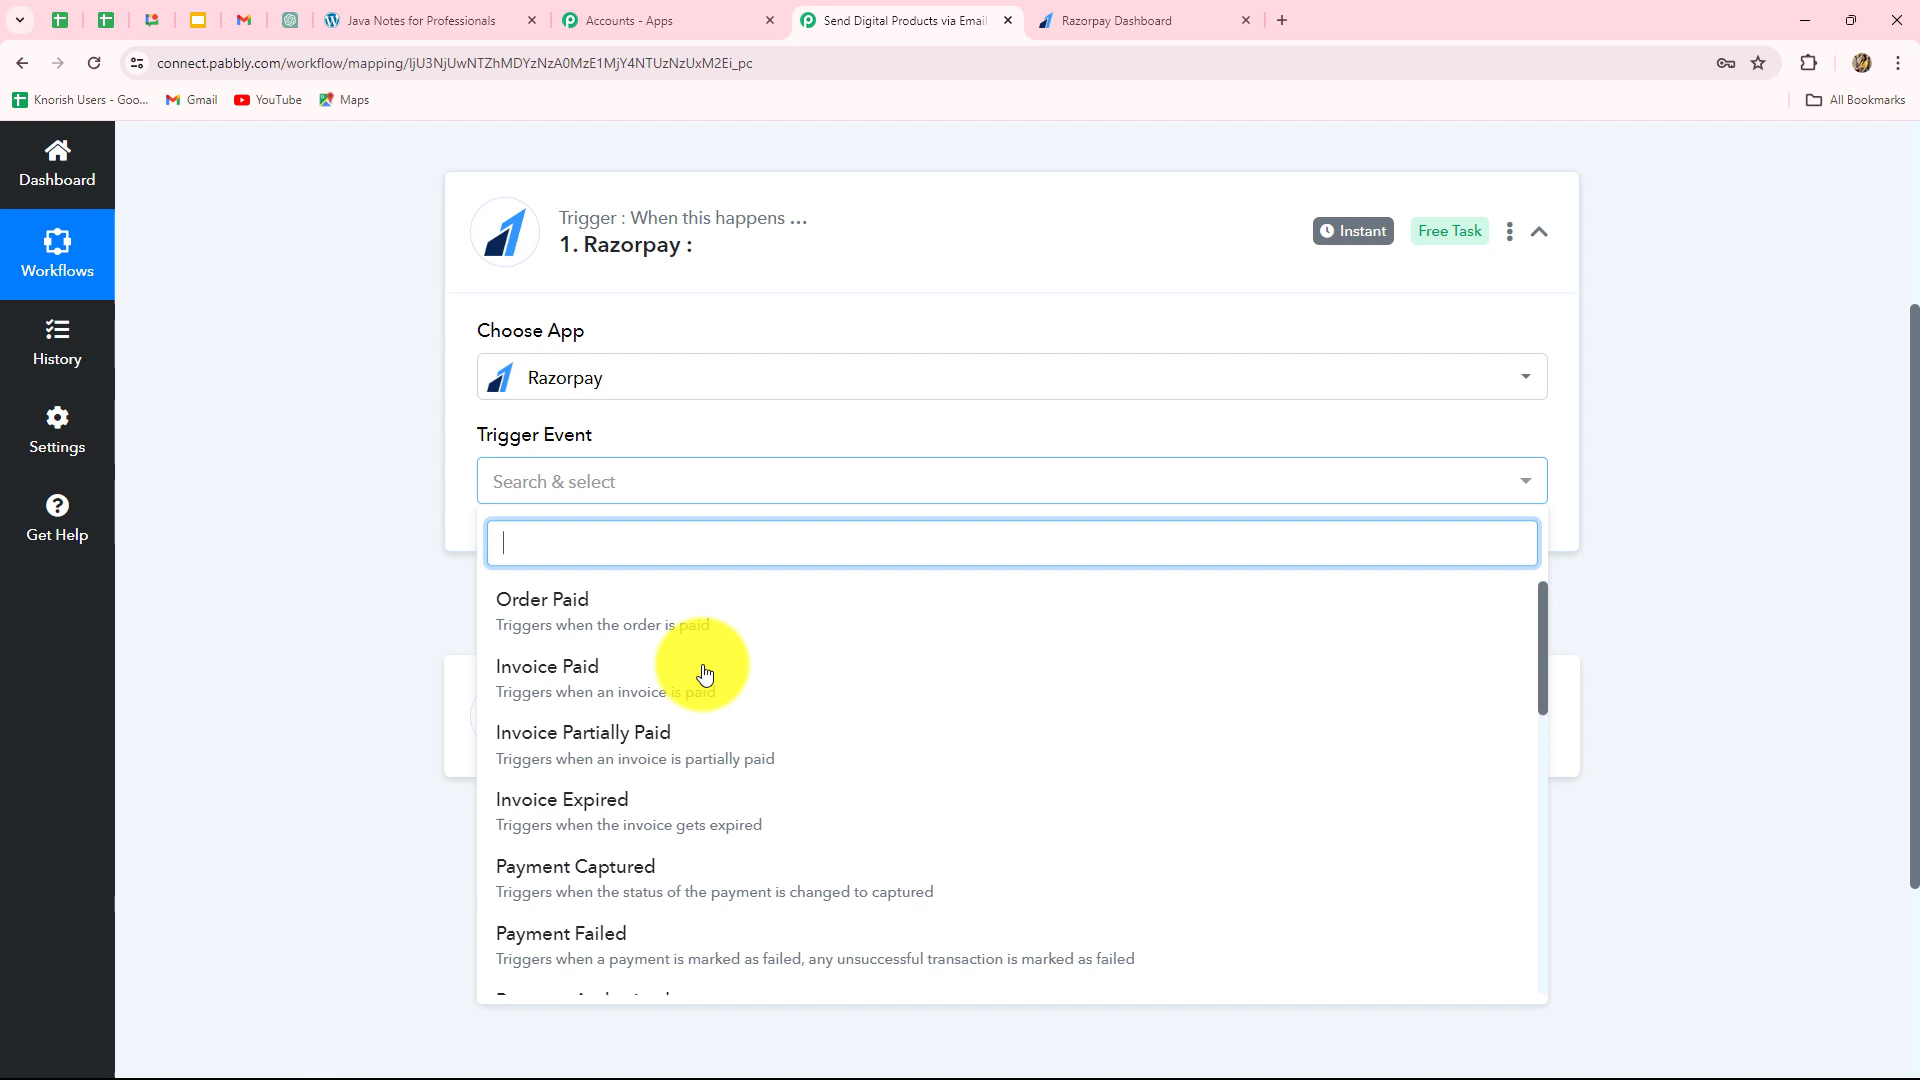 Java Notes for Professionals
Accounts - Apps
Send Digital Products via Email
Razorpay Dashboard
connect.pabbly.com/workflow/mapping/IjU3NjUwNTZhMDYzNzA0MzE1MjY4NTUzNzUxM2Ei_pc
Knorish Users - Goo...
Gmail
YouTube
Maps
All Bookmarks
Dashboard
Workflows
History
Settings
Get Help
Trigger : When this happens ...
1. Razorpay :
Instant
Free Task
Choose App
Razorpay
Trigger Event
Search & select
Order Paid
Triggers when the order is paid
Invoice Paid
Triggers when an invoice is paid
Invoice Partially Paid
Triggers when an invoice is partially paid
Invoice Expired
Triggers when the invoice gets expired
Payment Captured
Triggers when the status of the payment is changed to captured
Payment Failed
Triggers when a payment is marked as failed, any unsuccessful transaction is marked as failed